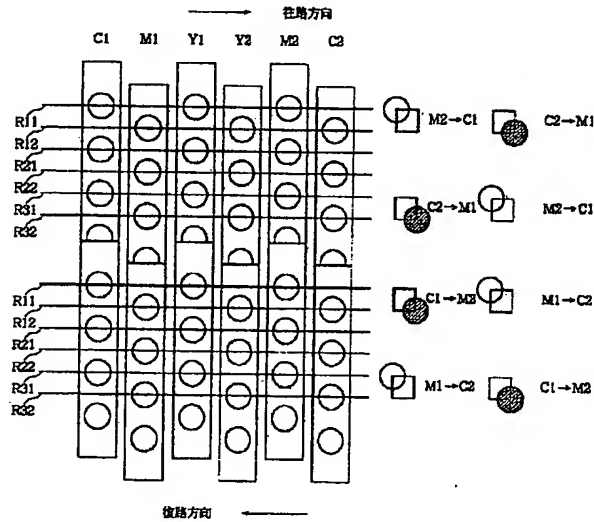 往路方向
C1 M1 Y1 Y2 M2 C2
R11
R12
R21
R22
R31
R32
M2→C1 C2→M1
C2→M1 M2→C1
R11
R12
R21
R22
R31
R32
C1→M2 M1→C2
M1→C2 C1→M2
復路方向